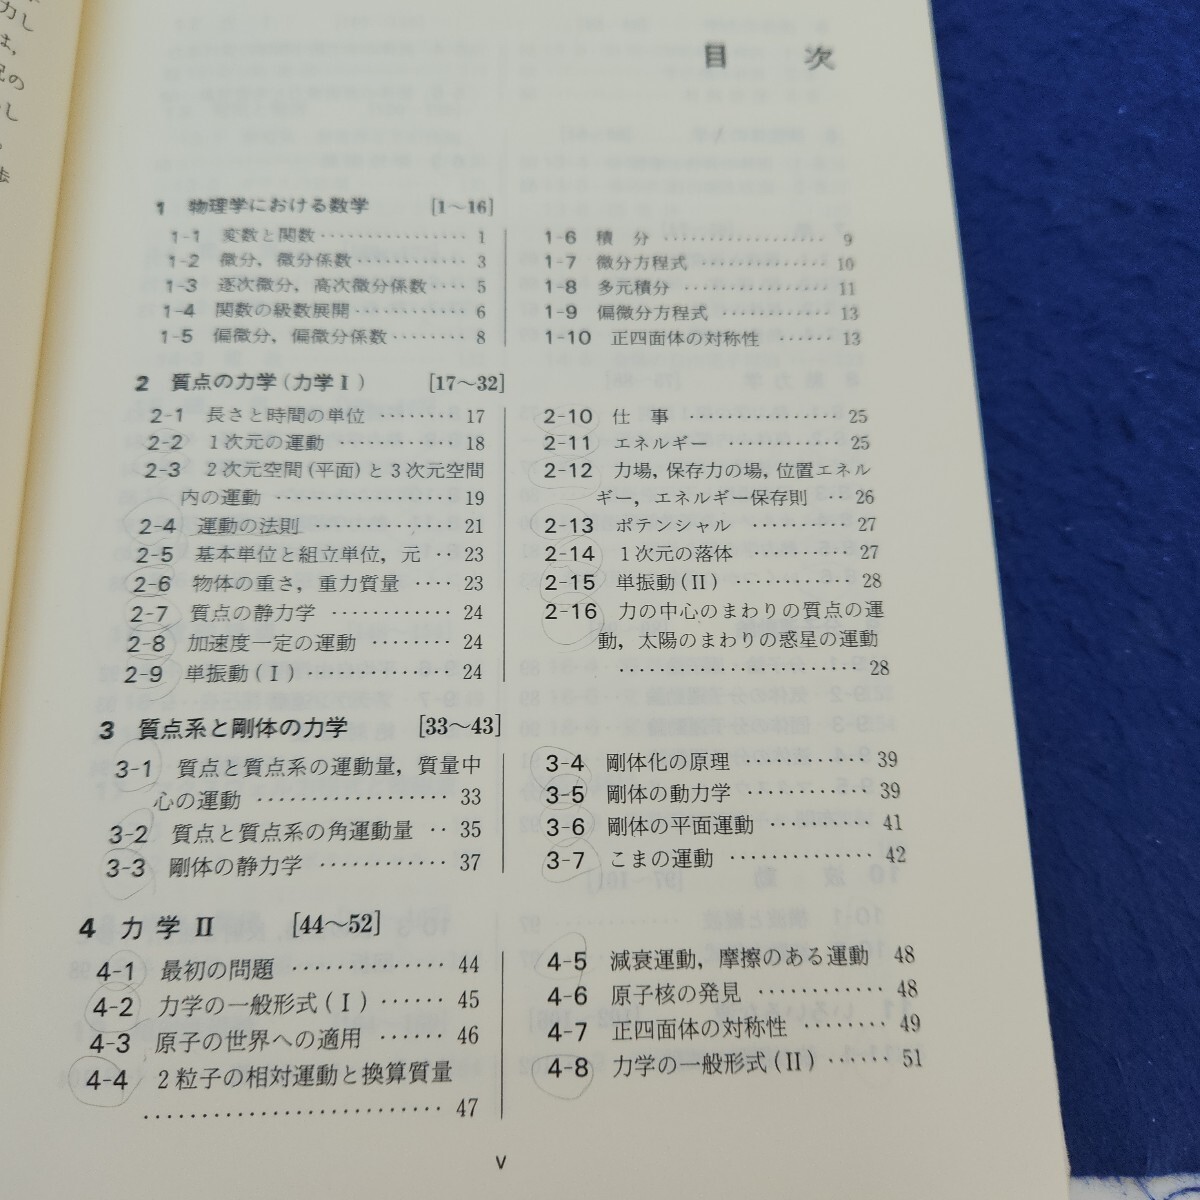 力し
は，
況の
し
目　次
1　物理学における数学　[1〜16]
1-1　変数と関数 ················ 1
1-2　微分，微分係数 ············ 3
1-3　逐次微分，高次微分係数 ···· 5
1-4　関数の級数展開 ············ 6
1-5　偏微分，偏微分係数 ········ 8
1-6　積　分 ·················· 9
1-7　微分方程式 ·············· 10
1-8　多元積分 ················ 11
1-9　偏微分方程式 ············ 13
1-10　正四面体の対称性 ······ 13
2　質点の力学(力学Ⅰ)　[17〜32]
2-1　長さと時間の単位 ········ 17
2-2　1次元の運動 ············ 18
2-3　2次元空間(平面)と3次元空間
内の運動 ·················· 19
2-4　運動の法則 ·············· 21
2-5　基本単位と組立単位，元 ·· 23
2-6　物体の重さ，重力質量 ···· 23
2-7　質点の静力学 ············ 24
2-8　加速度一定の運動 ········ 24
2-9　単振動(Ⅰ) ·············· 24
2-10　仕　事 ················ 25
2-11　エネルギー ············ 25
2-12　力場，保存力の場，位置エネル
ギー，エネルギー保存則 ·· 26
2-13　ポテンシャル ·········· 27
2-14　1次元の落体 ·········· 27
2-15　単振動(Ⅱ) ············ 28
2-16　力の中心のまわりの質点の運
動，太陽のまわりの惑星の運動
························ 28
3　質点系と剛体の力学　[33〜43]
3-1　質点と質点系の運動量，質量中
心の運動 ·················· 33
3-2　質点と質点系の角運動量 ·· 35
3-3　剛体の静力学 ············ 37
3-4　剛体化の原理 ············ 39
3-5　剛体の動力学 ············ 39
3-6　剛体の平面運動 ·········· 41
3-7　こまの運動 ·············· 42
4　力学Ⅱ　[44〜52]
4-1　最初の問題 ·············· 44
4-2　力学の一般形式(Ⅰ) ······ 45
4-3　原子の世界への適用 ······ 46
4-4　2粒子の相対運動と換算質量
···························· 47
4-5　減衰運動，摩擦のある運動　48
4-6　原子核の発見 ············ 48
4-7　正四面体の対称性 ········ 49
4-8　力学の一般形式(Ⅱ) ······ 51
v